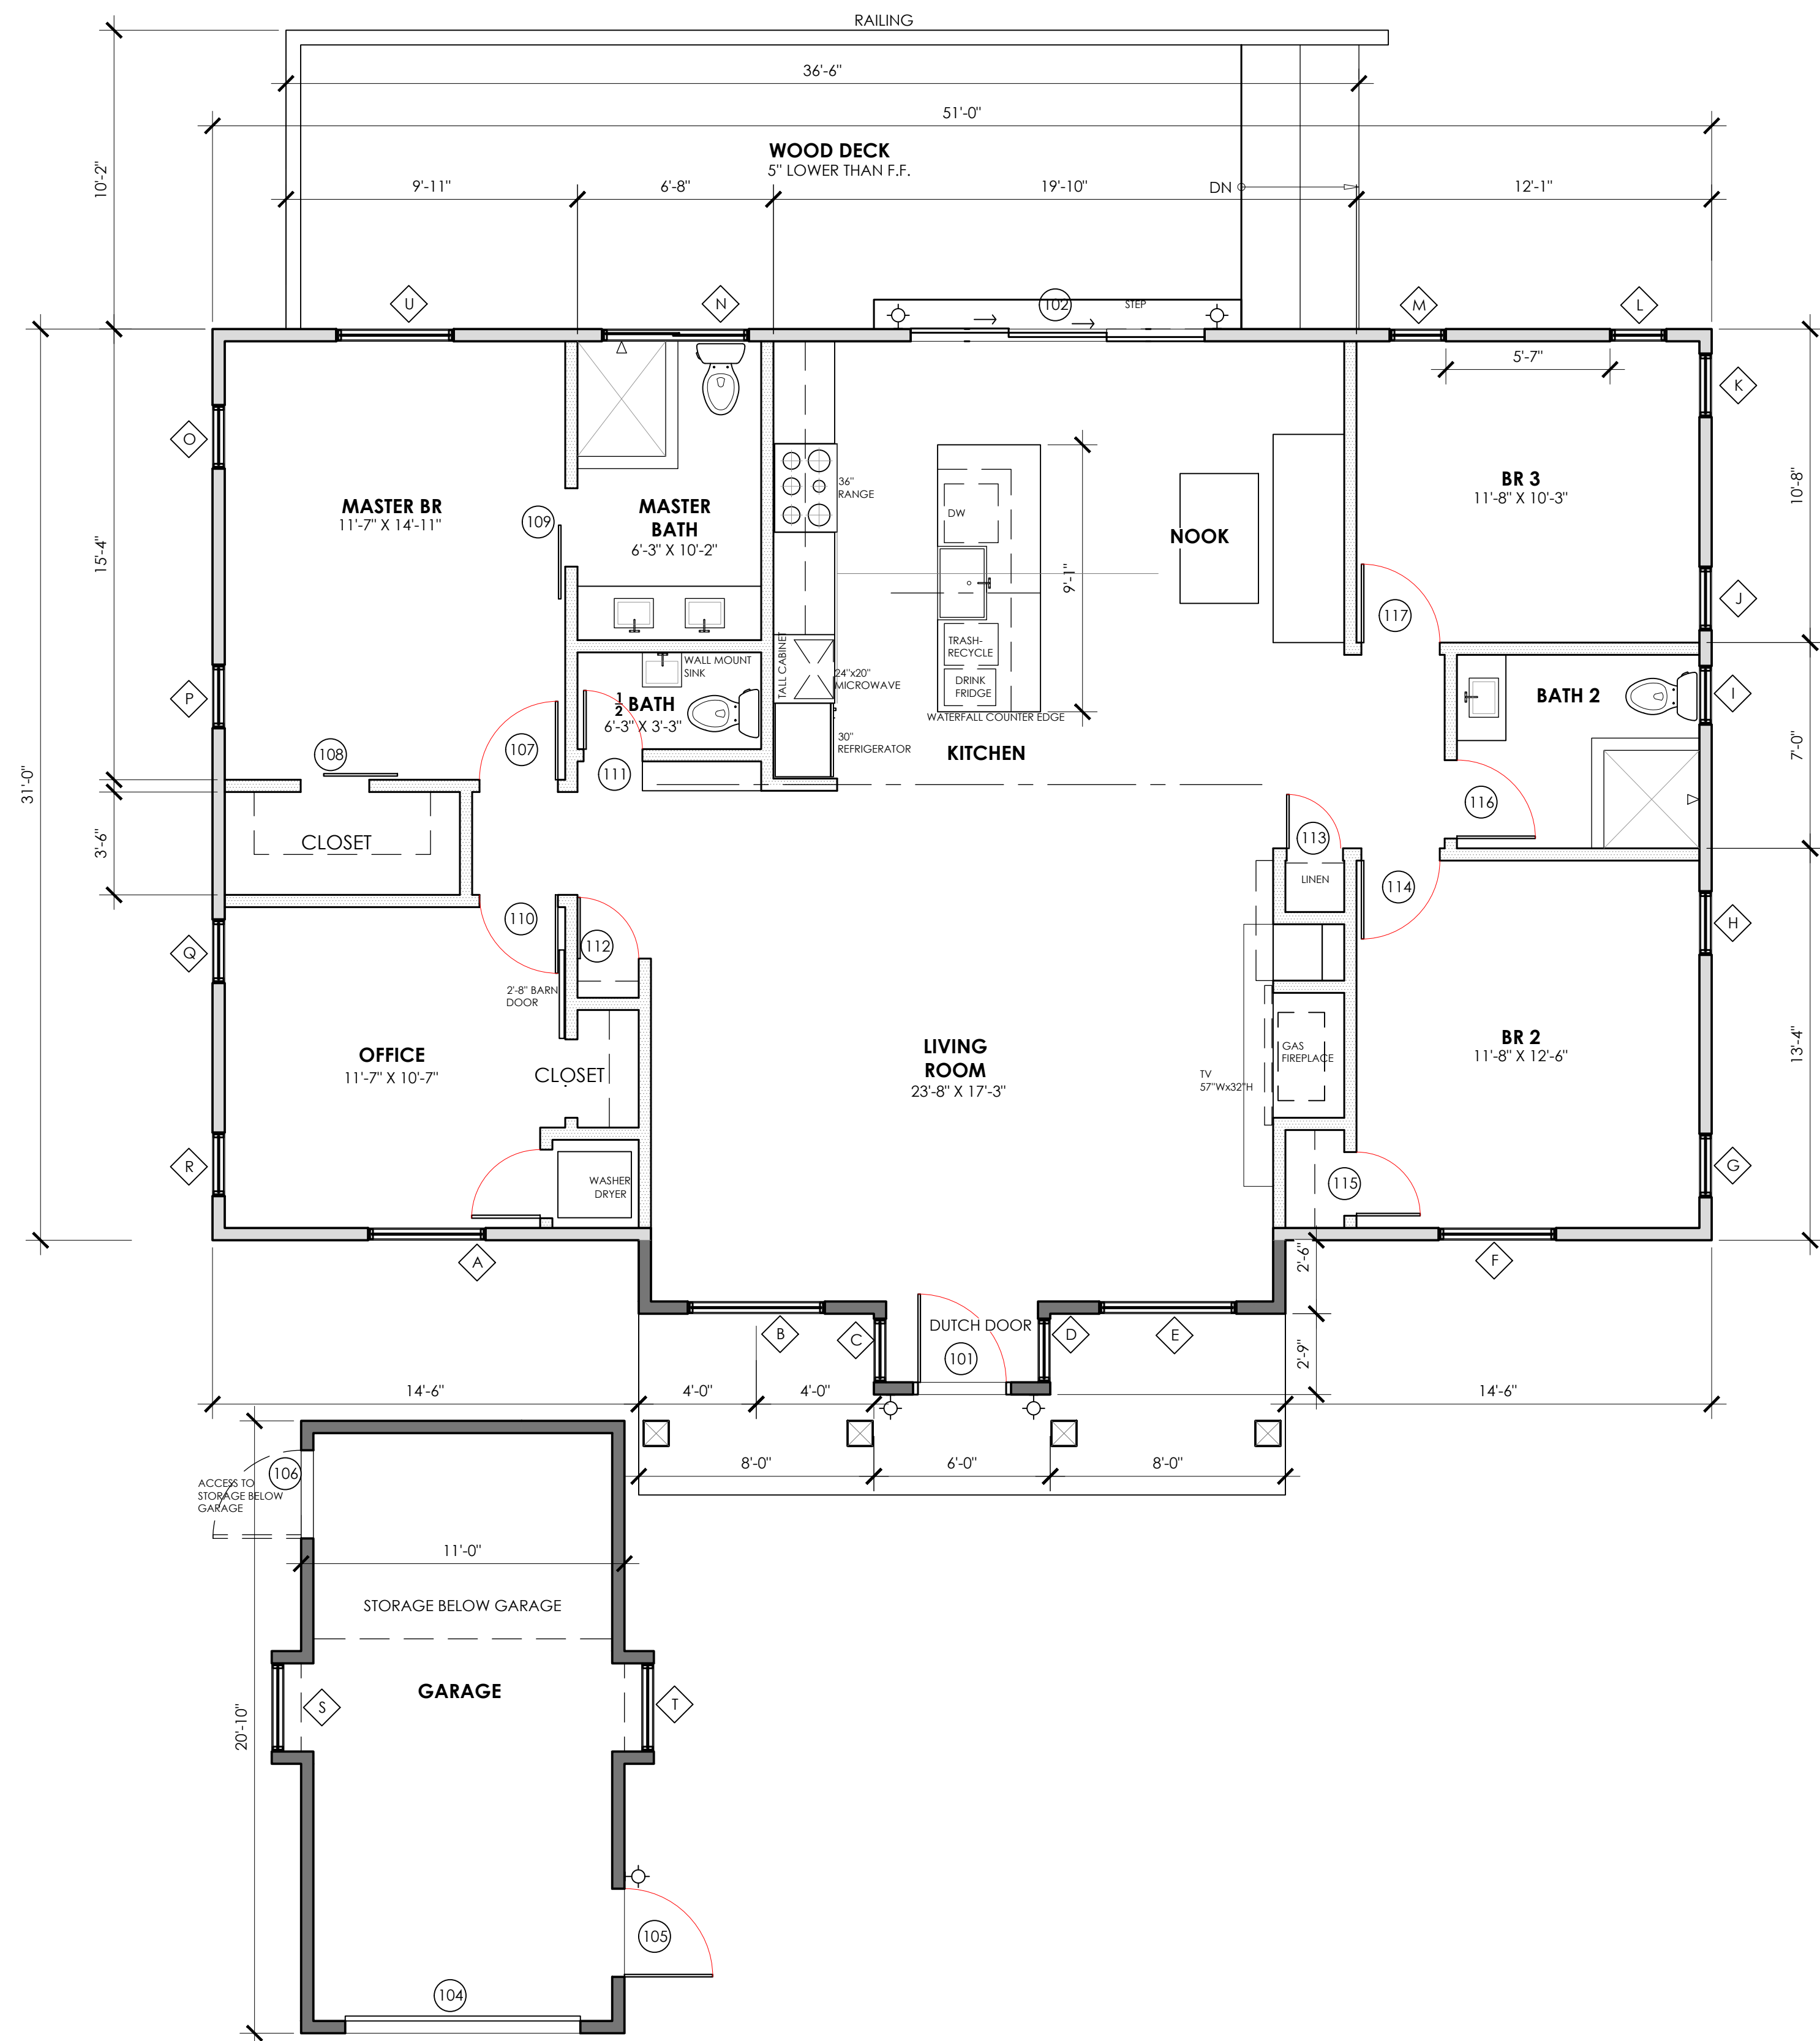 RAILING
36'-6"
51'-0"
WOOD DECK
5" LOWER THAN F.F.
10'-2"
9'-11"
6'-8"
19'-10"
DN
12'-1"
U
N
102
STEP
M
L
5'-7"
K
O
MASTER BR
11'-7" X 14'-11"
109
MASTER
BATH
6'-3" X 10'-2"
36"
RANGE
DW
NOOK
BR 3
11'-8" X 10'-3"
10'-8"
15'-4"
9'-1"
117
J
TRASH-
RECYCLE
DRINK
FRIDGE
WATERFALL COUNTER EDGE
TALL CABINET
24"x20"
MICROWAVE
WALL MOUNT
SINK
1/2 BATH
6'-3" X 3'-3"
P
107
108
111
30"
REFRIGERATOR
KITCHEN
BATH 2
I
7'-0"
31'-0"
116
3'-6"
CLOSET
113
LINEN
114
110
112
Q
H
2'-8" BARN
DOOR
OFFICE
11'-7" X 10'-7"
CLOSET
LIVING
ROOM
23'-8" X 17'-3"
GAS
FIREPLACE
TV
57"Wx32"H
BR 2
11'-8" X 12'-6"
13'-4"
R
WASHER
DRYER
115
G
A
2'-6"
F
B
C
DUTCH DOOR
101
D
E
2'-9"
14'-6"
4'-0"
4'-0"
14'-6"
8'-0"
6'-0"
8'-0"
106
ACCESS TO
STORAGE BELOW
GARAGE
11'-0"
STORAGE BELOW GARAGE
GARAGE
S
T
20'-10"
105
104